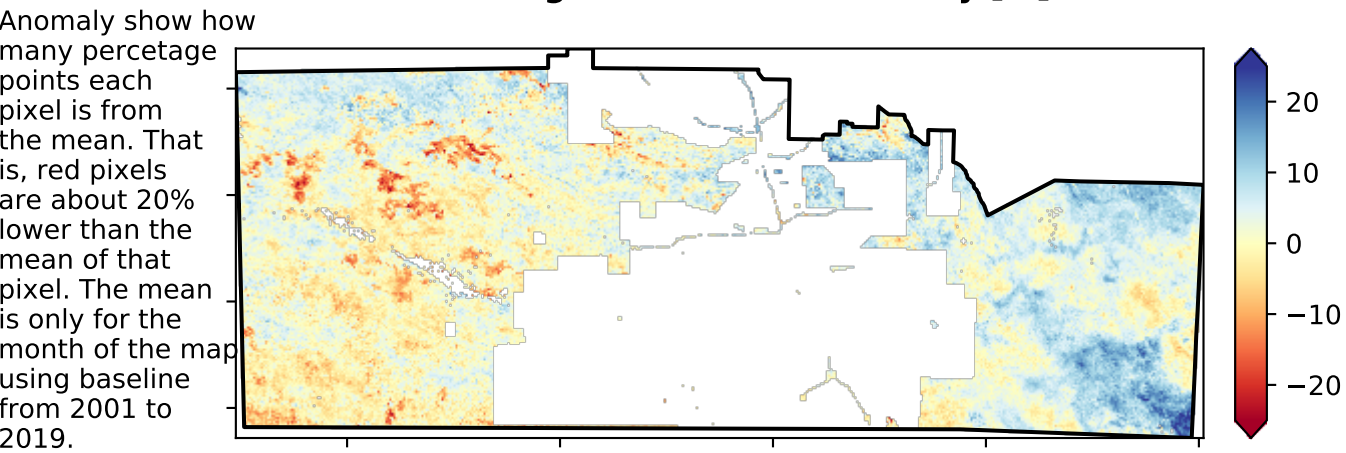 Anomaly show how
many percetage
points each
pixel is from
the mean. That
is, red pixels
are about 20%
lower than the
mean of that
pixel. The mean
is only for the
month of the map
using baseline
from 2001 to
2019.
20
10
0
−10
−20